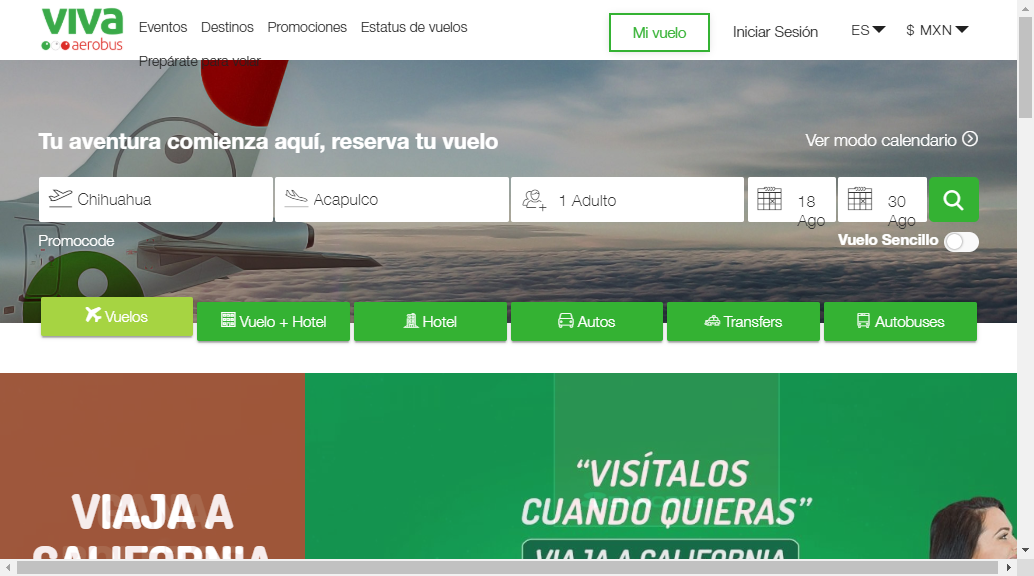 viva
aerobus
Eventos Destinos Promociones Estatus de vuelos
Prepárate para volar
Mi vuelo
Iniciar Sesión
ES
$ MXN
Tu aventura comienza aquí, reserva tu vuelo
Ver modo calendario
Chihuahua
Acapulco
1 Adulto
18
Ago
30
Ago
Promocode
Vuelo Sencillo
Vuelos
Vuelo + Hotel
Hotel
Autos
Transfers
Autobuses
VIAJA A
CALIFORNIA
“VISÍTALOS
CUANDO QUIERAS”
VIAJA A CALIFORNIA